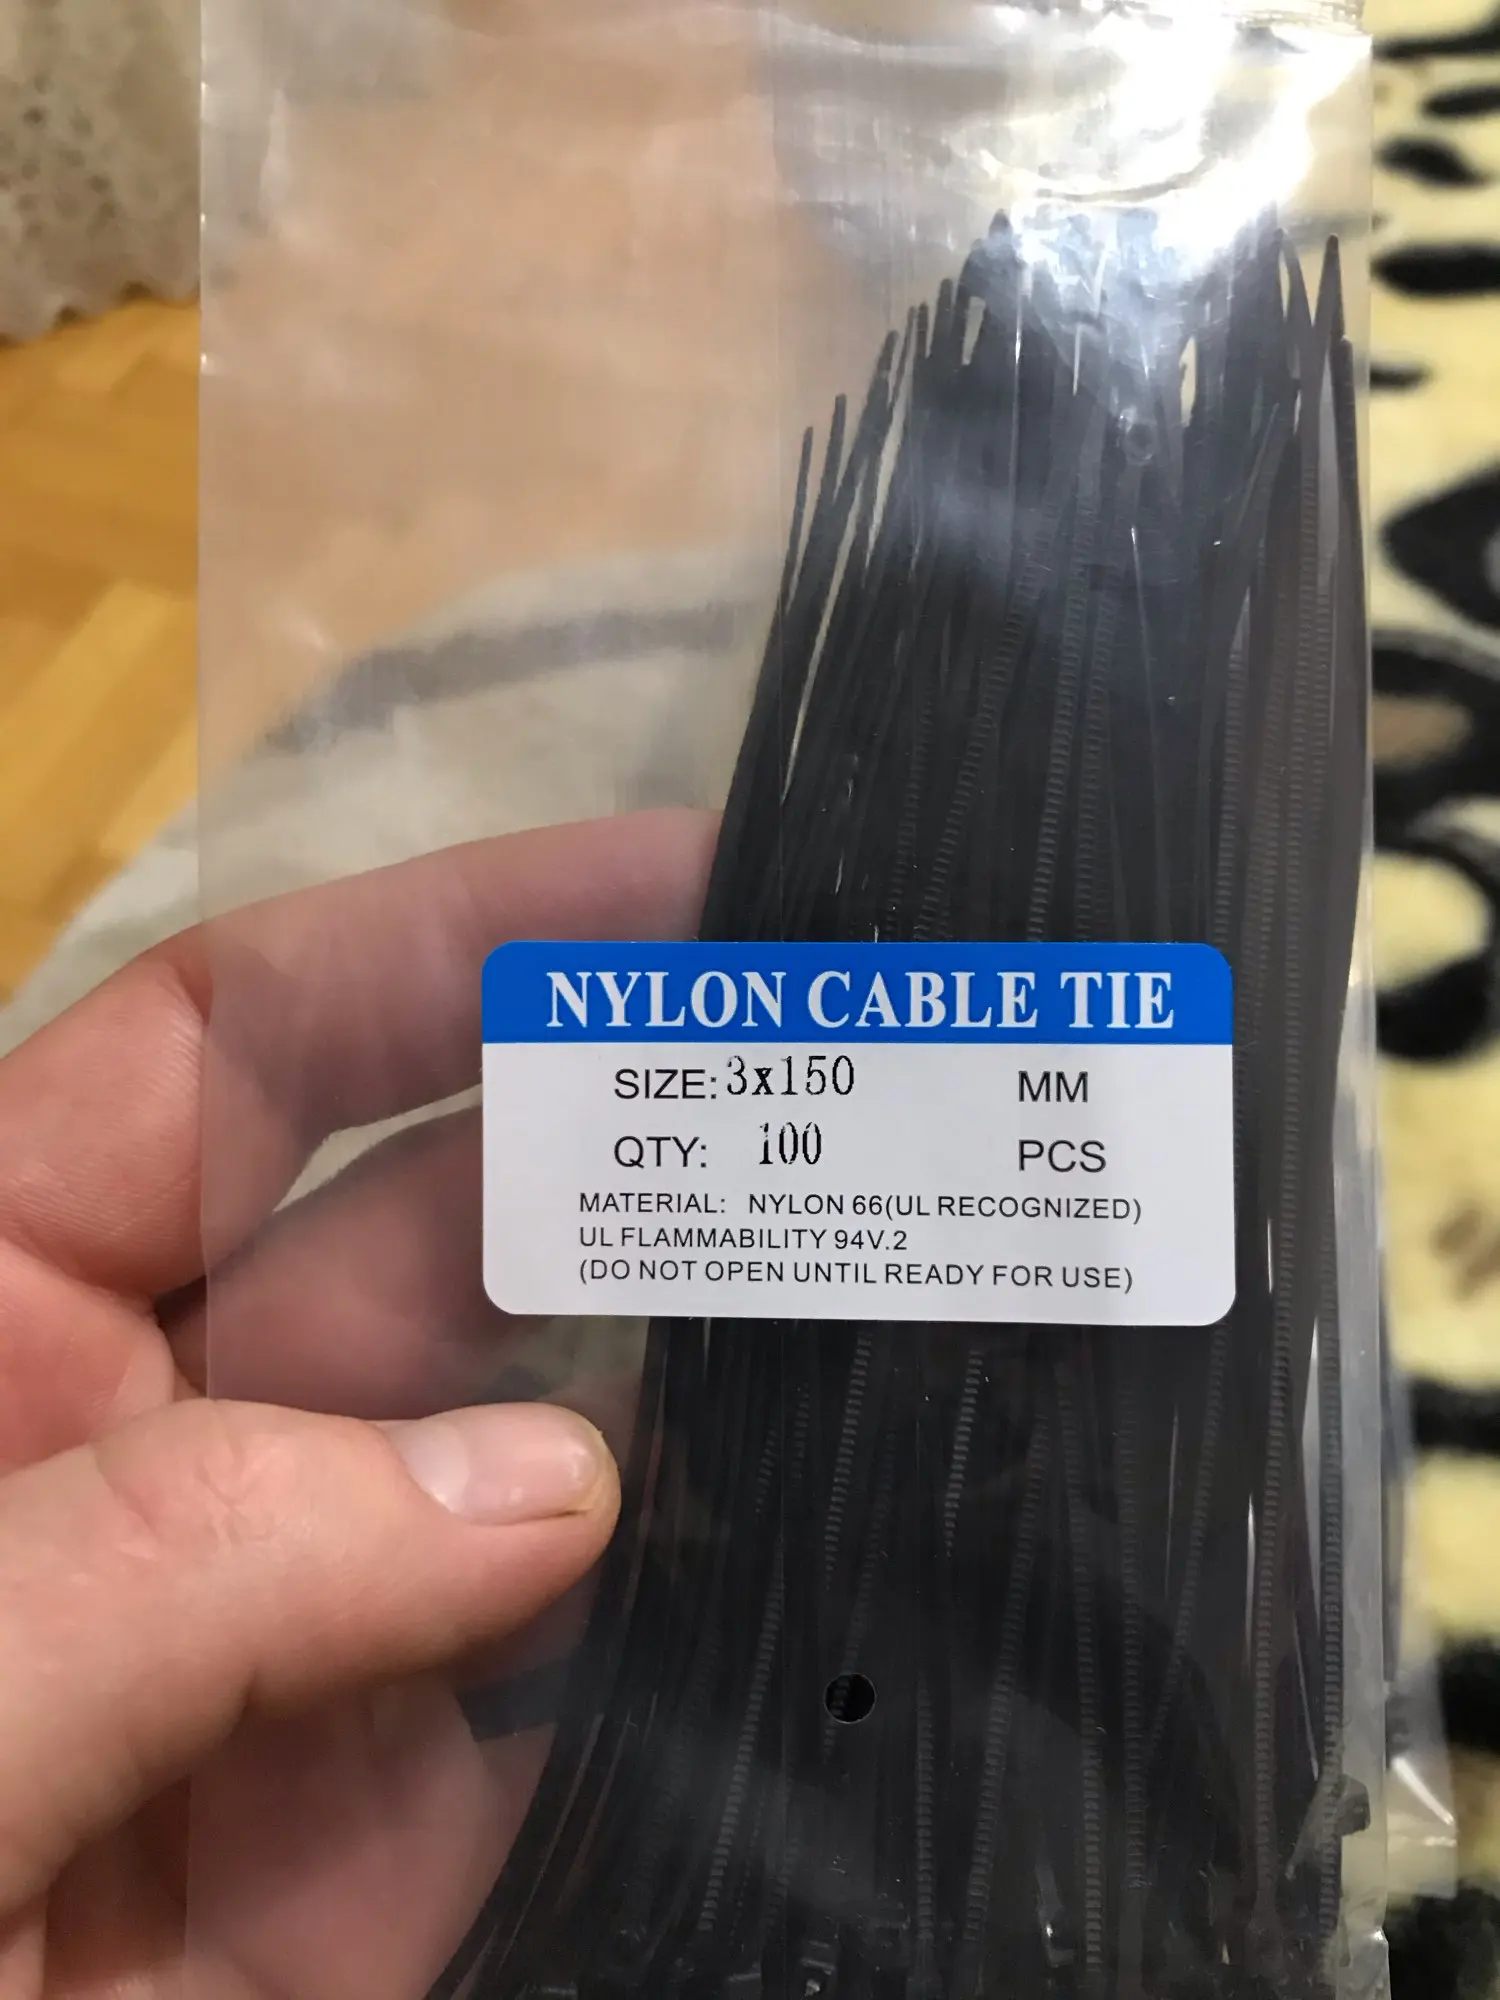 NYLON CABLE TIE
SIZE: 3x150 MM
QTY: 100 PCS
MATERIAL: NYLON 66(UL RECOGNIZED)
UL FLAMMABILITY 94V.2
(DO NOT OPEN UNTIL READY FOR USE)